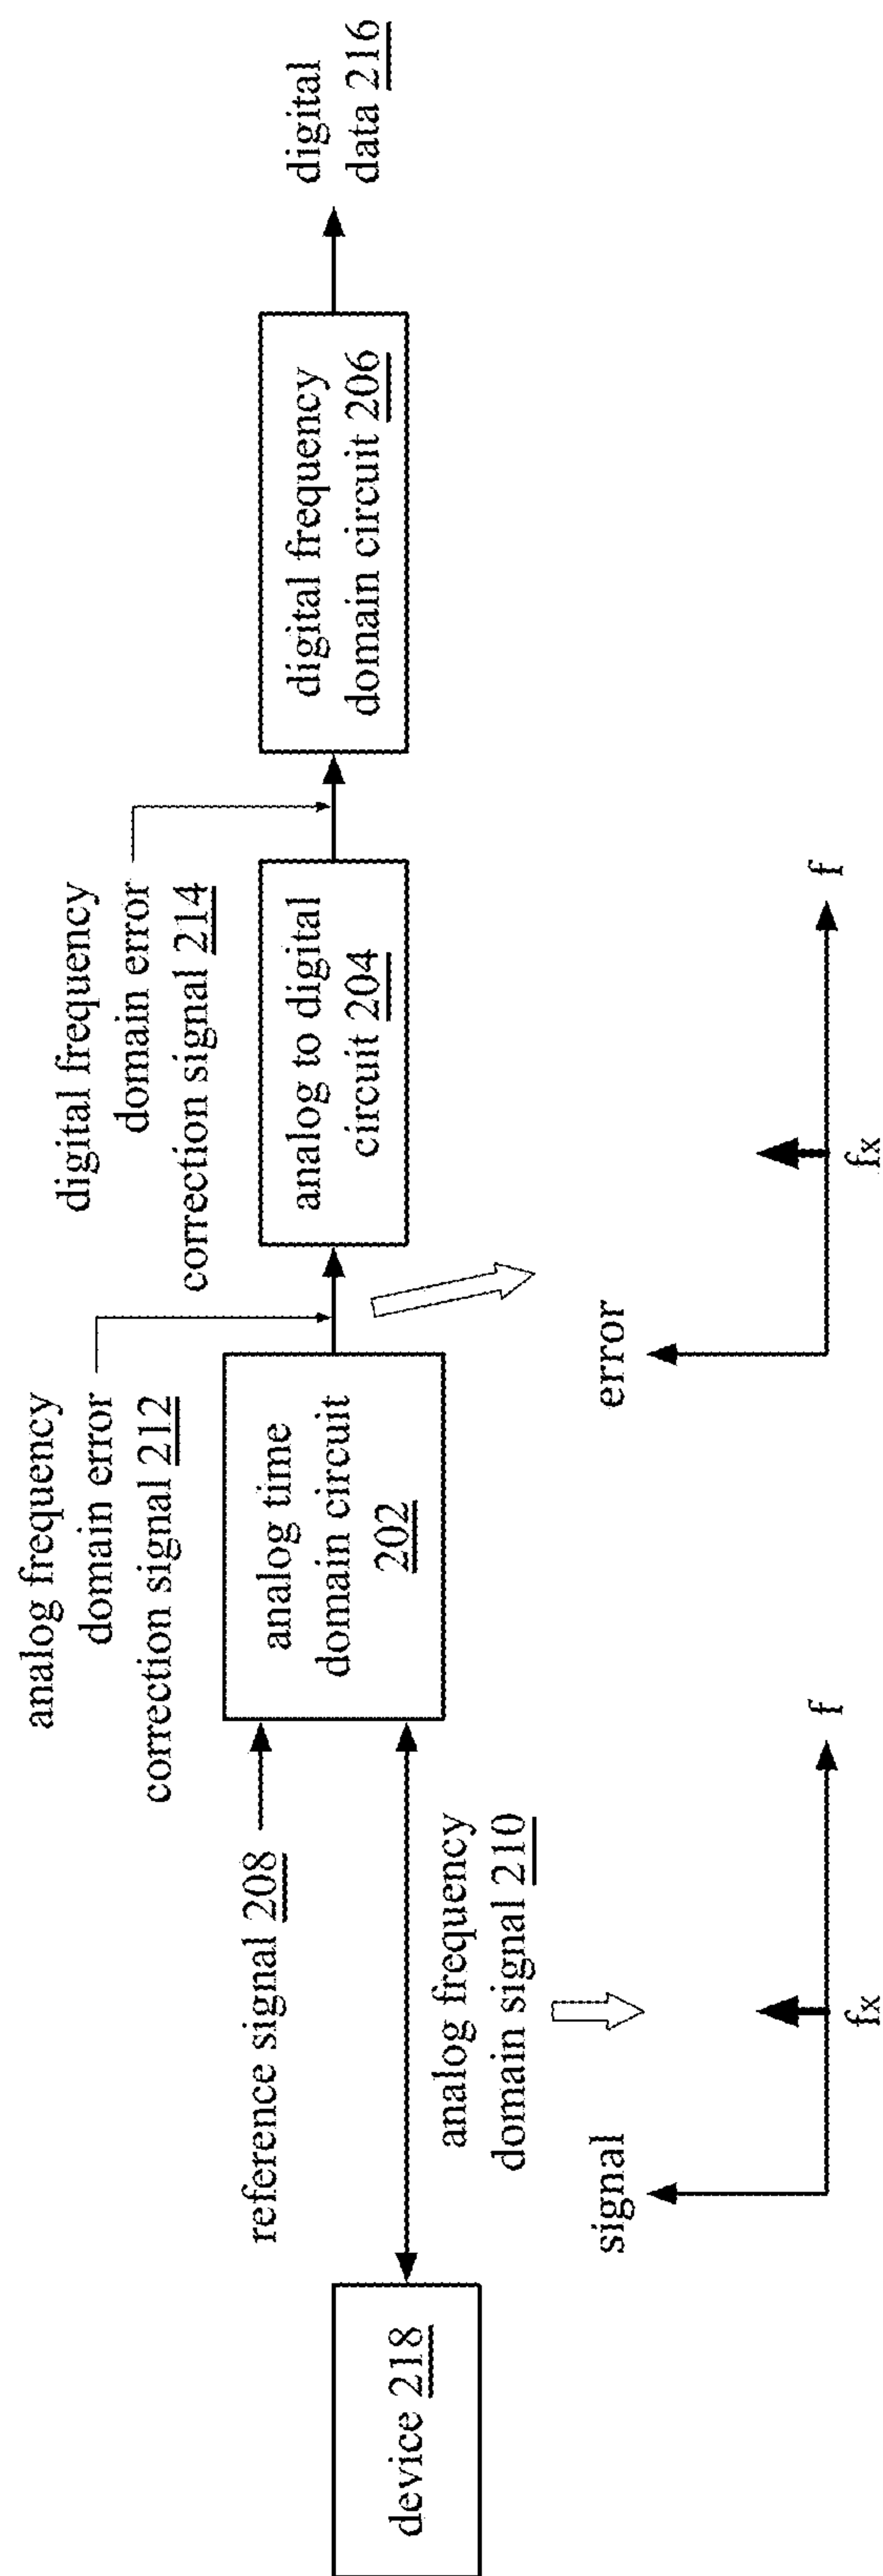 analog frequency
domain error
correction signal 212
digital frequency
domain error
correction signal 214
reference signal 208
device 218
analog frequency
domain signal 210
analog time
domain circuit
202
analog to digital
circuit 204
digital frequency
domain circuit 206
digital
data 216
signal
f
fx
error
f
fx